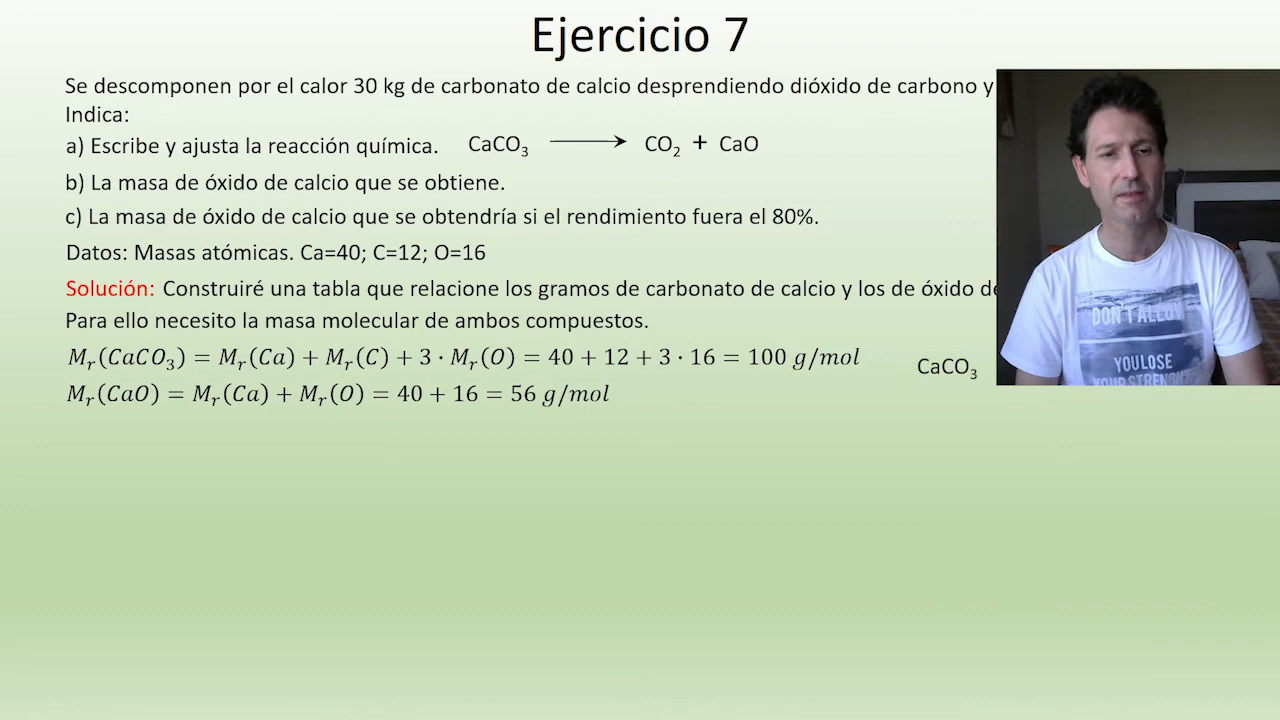 Ejercicio 7
Se descomponen por el calor 30 kg de carbonato de calcio desprendiendo dióxido de carbono y
Indica:
a) Escribe y ajusta la reacción química. CaCO₃ ⟶ CO₂ + CaO
b) La masa de óxido de calcio que se obtiene.
c) La masa de óxido de calcio que se obtendría si el rendimiento fuera el 80%.
Datos: Masas atómicas. Ca=40; C=12; O=16
Solución: Construiré una tabla que relacione los gramos de carbonato de calcio y los de óxido
Para ello necesito la masa molecular de ambos compuestos.
Mᵣ(CaCO₃) = Mᵣ(Ca) + Mᵣ(C) + 3 · Mᵣ(O) = 40 + 12 + 3 · 16 = 100 g/mol
CaCO₃
Mᵣ(CaO) = Mᵣ(Ca) + Mᵣ(O) = 40 + 16 = 56 g/mol
DON'T ALLOW
YOU LOSE
YOUR STRENGHT